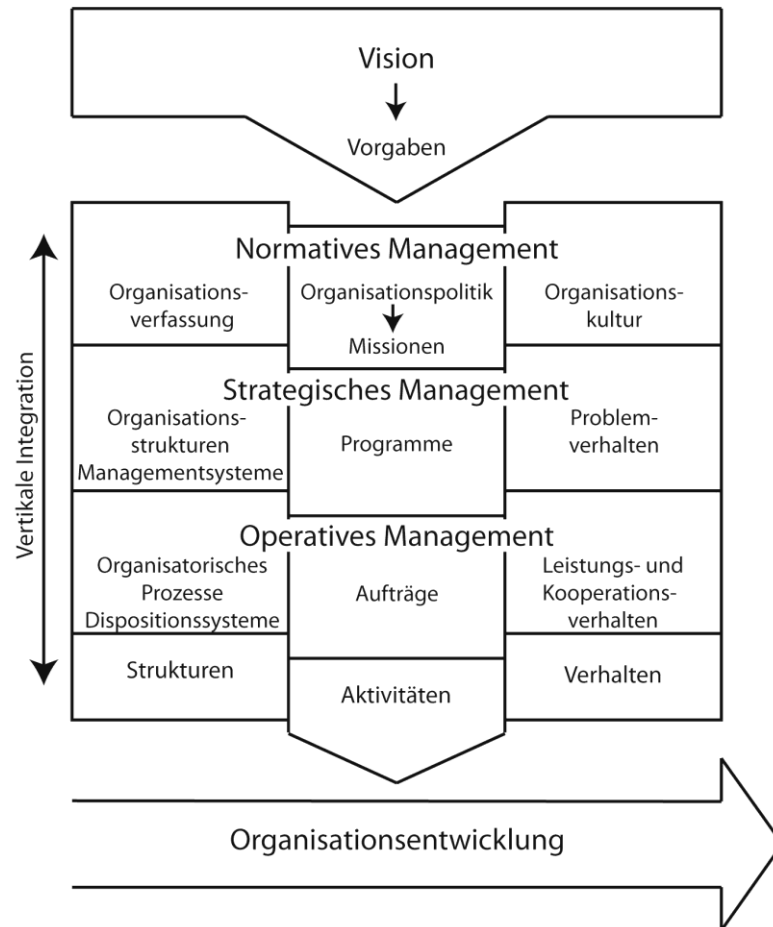 Vision
Vorgaben
Vertikale Integration
Normatives Management
Organisations-
verfassung
Organisationspolitik
Missionen
Organisations-
kultur
Strategisches Management
Organisations-
strukturen
Managementsysteme
Programme
Problem-
verhalten
Operatives Management
Organisatorisches
Prozesse
Dispositionssysteme
Aufträge
Leistungs- und
Kooperations-
verhalten
Strukturen
Aktivitäten
Verhalten
Organisationsentwicklung